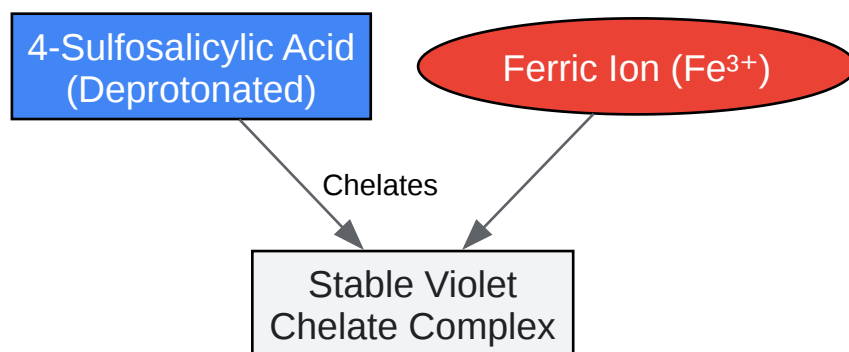 4-Sulfosalicylic Acid
(Deprotonated)
Ferric Ion (Fe³⁺)
Chelates
Stable Violet
Chelate Complex